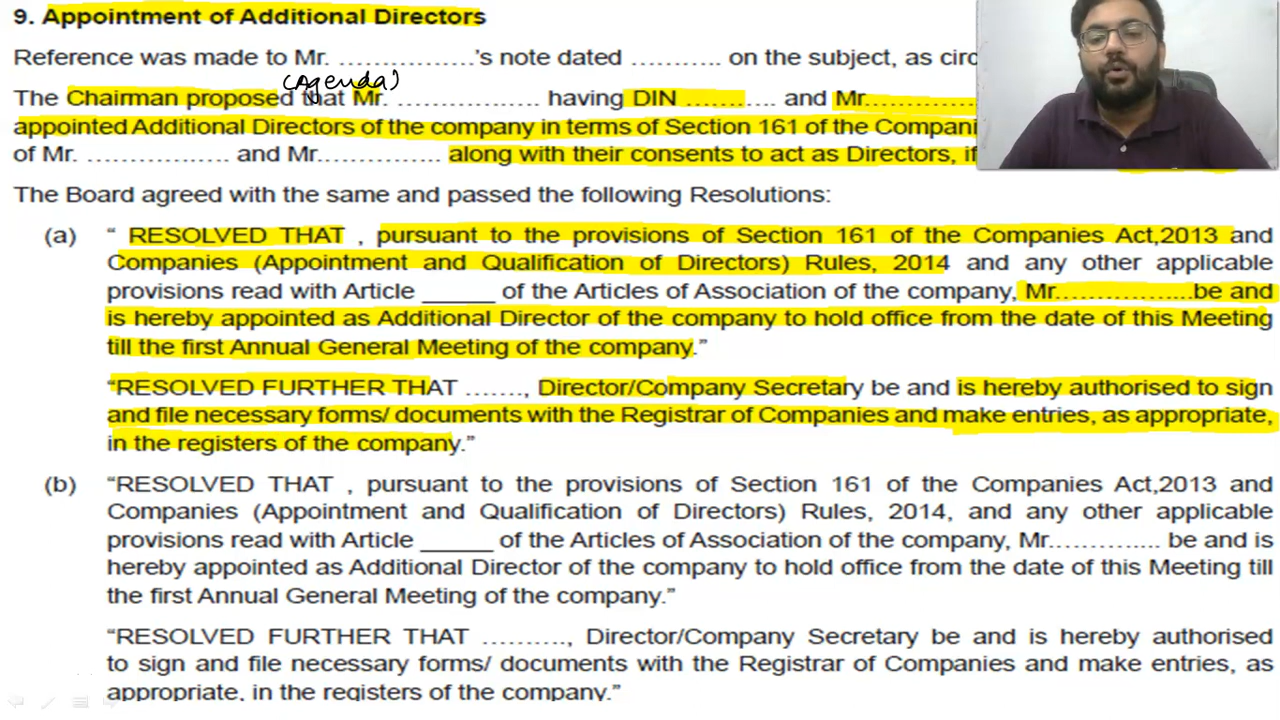 9. Appointment of Additional Directors
Reference was made to Mr. ……………….'s note dated ……….. on the subject, as circ
(Agenda)
The Chairman proposed that Mr. ………………. having DIN ……….. and Mr……………
appointed Additional Directors of the company in terms of Section 161 of the Compani
of Mr. ………………. and Mr…………… along with their consents to act as Directors, if
The Board agreed with the same and passed the following Resolutions:
(a) “ RESOLVED THAT , pursuant to the provisions of Section 161 of the Companies Act,2013 and
Companies (Appointment and Qualification of Directors) Rules, 2014 and any other applicable
provisions read with Article ______ of the Articles of Association of the company, Mr……………...be and
is hereby appointed as Additional Director of the company to hold office from the date of this Meeting
till the first Annual General Meeting of the company.”
“RESOLVED FURTHER THAT ……., Director/Company Secretary be and is hereby authorised to sign
and file necessary forms/ documents with the Registrar of Companies and make entries, as appropriate,
in the registers of the company.”
(b) “RESOLVED THAT , pursuant to the provisions of Section 161 of the Companies Act,2013 and
Companies (Appointment and Qualification of Directors) Rules, 2014, and any other applicable
provisions read with Article ______ of the Articles of Association of the company, Mr………….. be and is
hereby appointed as Additional Director of the company to hold office from the date of this Meeting till
the first Annual General Meeting of the company.”
“RESOLVED FURTHER THAT ………., Director/Company Secretary be and is hereby authorised
to sign and file necessary forms/ documents with the Registrar of Companies and make entries, as
appropriate, in the registers of the company.”